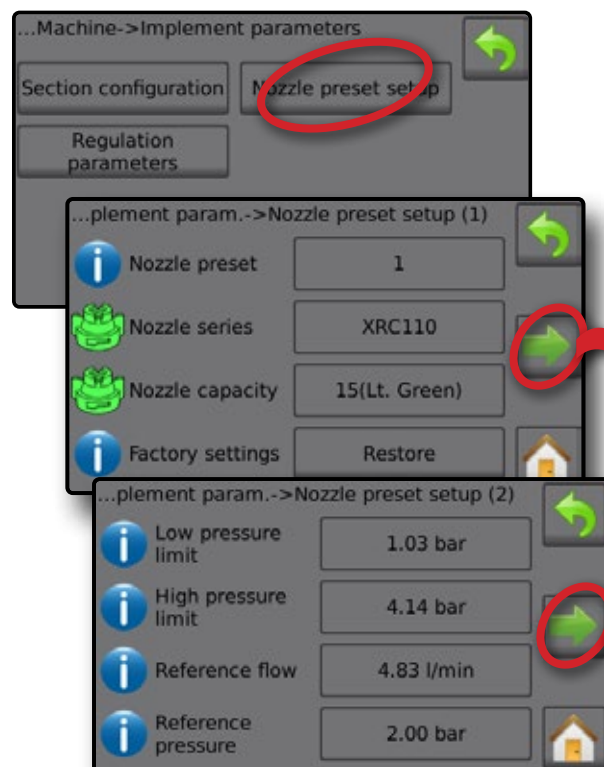 ...Machine->Implement parameters
Section configuration
Nozzle preset setup
Regulation
parameters
...plement param.->Nozzle preset setup (1)
Nozzle preset
1
Nozzle series
XRC110
Nozzle capacity
15(Lt. Green)
Factory settings
Restore
...plement param.->Nozzle preset setup (2)
Low pressure
limit
1.03 bar
High pressure
limit
4.14 bar
Reference flow
4.83 l/min
Reference
pressure
2.00 bar